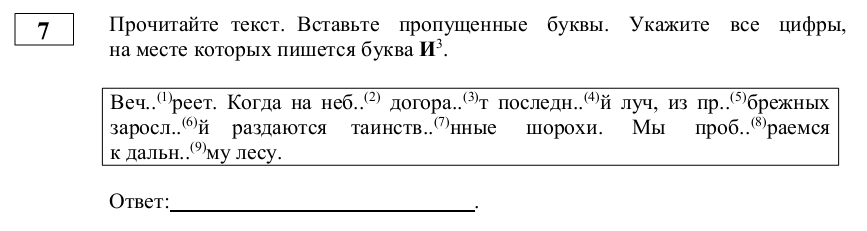 7
Прочитайте текст. Вставьте пропущенные буквы. Укажите все цифры,
на месте которых пишется буква И³.
Веч..⁽¹⁾реет. Когда на неб..⁽²⁾ догора..⁽³⁾т последн..⁽⁴⁾й луч, из пр..⁽⁵⁾брежных
заросл..⁽⁶⁾й раздаются таинств..⁽⁷⁾нные шорохи. Мы проб..⁽⁸⁾раемся
к дальн..⁽⁹⁾му лесу.
Ответ:____________________________.